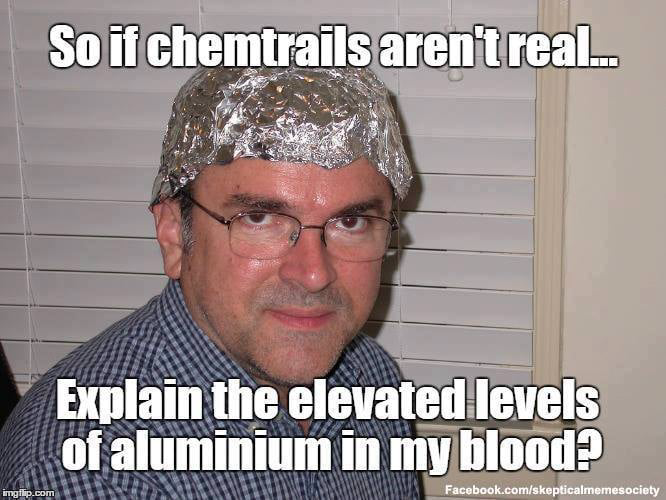 So if chemtrails aren't real...
Explain the elevated levels
of aluminium in my blood?
Facebook.com/skepticalmemesociety
imgflip.com